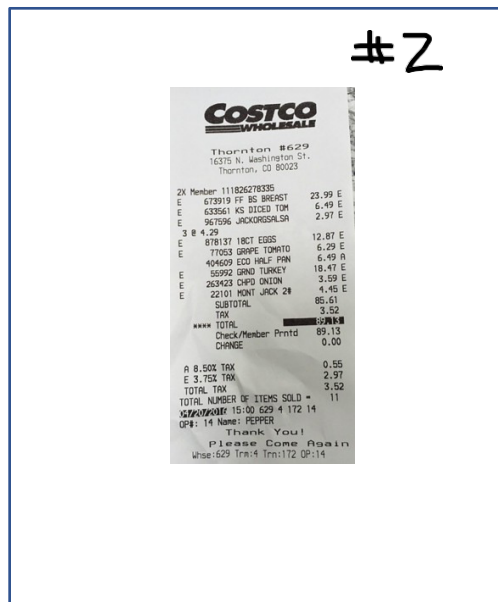 #2
COSTCO
WHOLESALE
Thornton #629
16375 N. Washington St.
Thornton, CO 80023
2X Member 111826278335
E 673919 FF BS BREAST 23.99 E
E 633561 KS DICED TOM 6.49 E
E 967596 JACKORGSALSA 2.97 E
3 @ 4.29
E 878137 18CT EGGS 12.87 E
E 77053 GRAPE TOMATO 6.29 E
404609 ECO HALF PAN 6.49 A
E 55992 GRND TURKEY 18.47 E
E 263423 CHPD ONION 3.59 E
E 22101 MONT JACK 2# 4.45 E
SUBTOTAL 85.61
TAX 3.52
**** TOTAL 89.13
Check/Member Prntd 89.13
CHANGE 0.00
A 8.50% TAX 0.55
E 3.75% TAX 2.97
TOTAL TAX 3.52
TOTAL NUMBER OF ITEMS SOLD = 11
04/20/2016 15:00 629 4 172 14
OP#: 14 Name: PEPPER
Thank You!
Please Come Again
Whse:629 Trm:4 Trn:172 OP:14